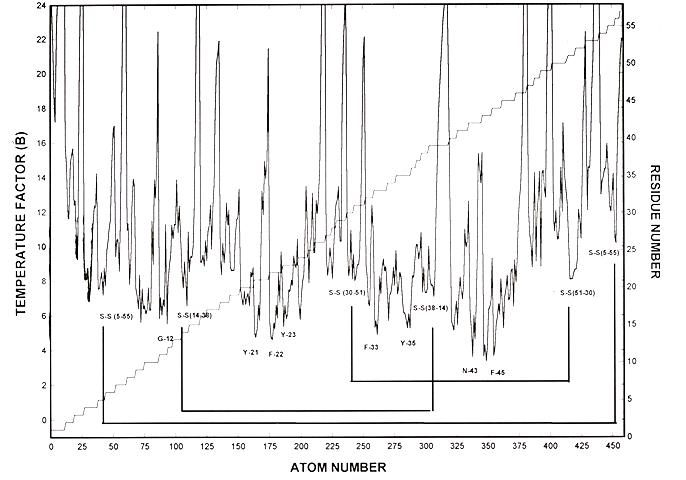 24
22
20
18
16
14
12
10
8
6
4
2
0
TEMPERATURE FACTOR (B)
55
50
45
40
35
30
25
20
15
10
5
0
RESIDUE NUMBER
S-S (5-55)
G-12
S-S(14-38)
Y-21
F-22
Y-23
S-S (30-51)
F-33
Y-35
S-S(38-14)
N-43
F-45
S-S(51-30)
S-S(5-55)
0 25 50 75 100 125 150 175 200 225 250 275 300 325 350 375 400 425 450
ATOM NUMBER